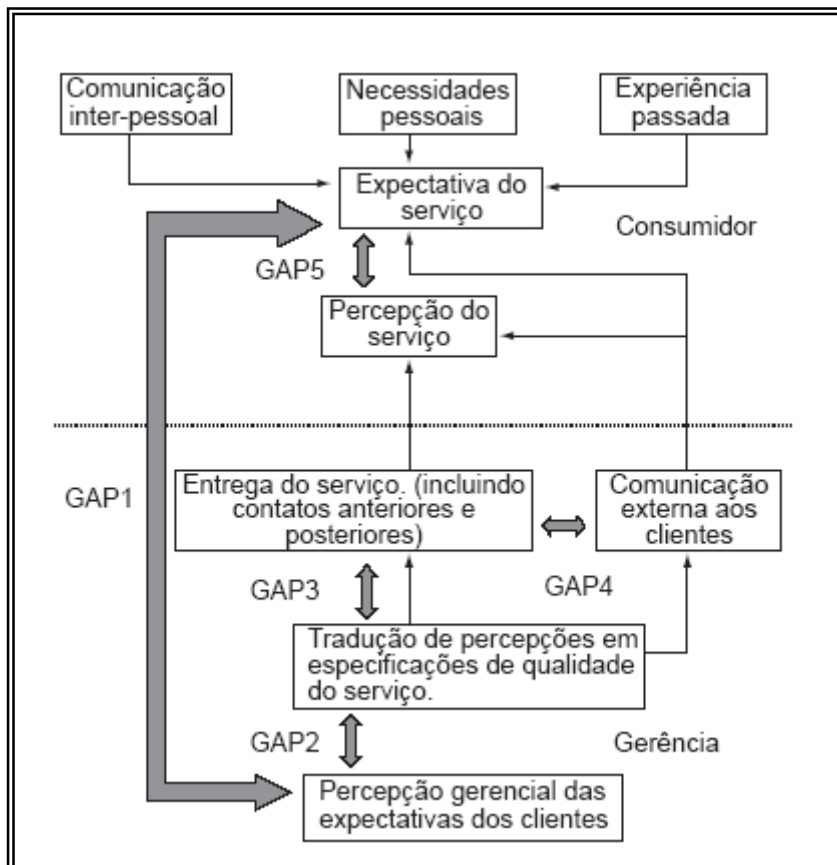 Comunicação
inter-pessoal
Necessidades
pessoais
Experiência
passada
Expectativa do
serviço
Consumidor
GAP5
Percepção do
serviço
GAP1
Entrega do serviço. (incluindo
contatos anteriores e
posteriores)
Comunicação
externa aos
clientes
GAP3
GAP4
Tradução de percepções em
especificações de qualidade
do serviço.
GAP2
Gerência
Percepção gerencial das
expectativas dos clientes